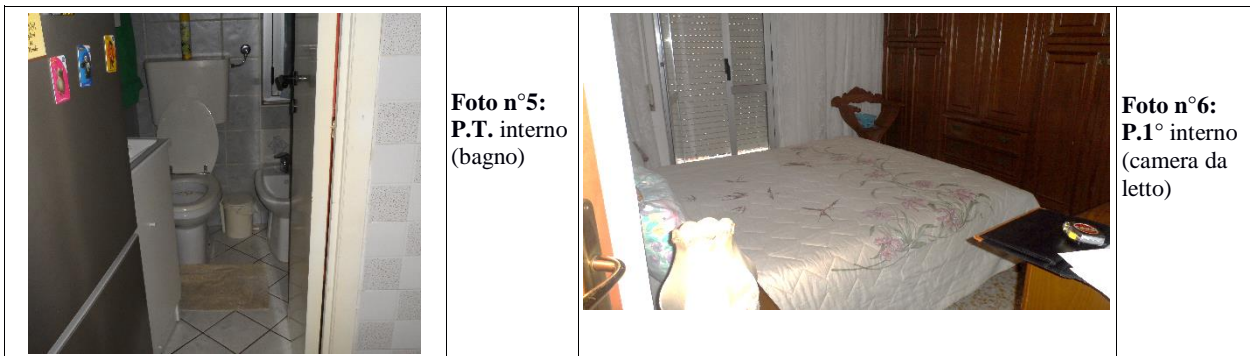 Foto n°5:
P.T. interno
(bagno)
Foto n°6:
P.1° interno
(camera da
letto)